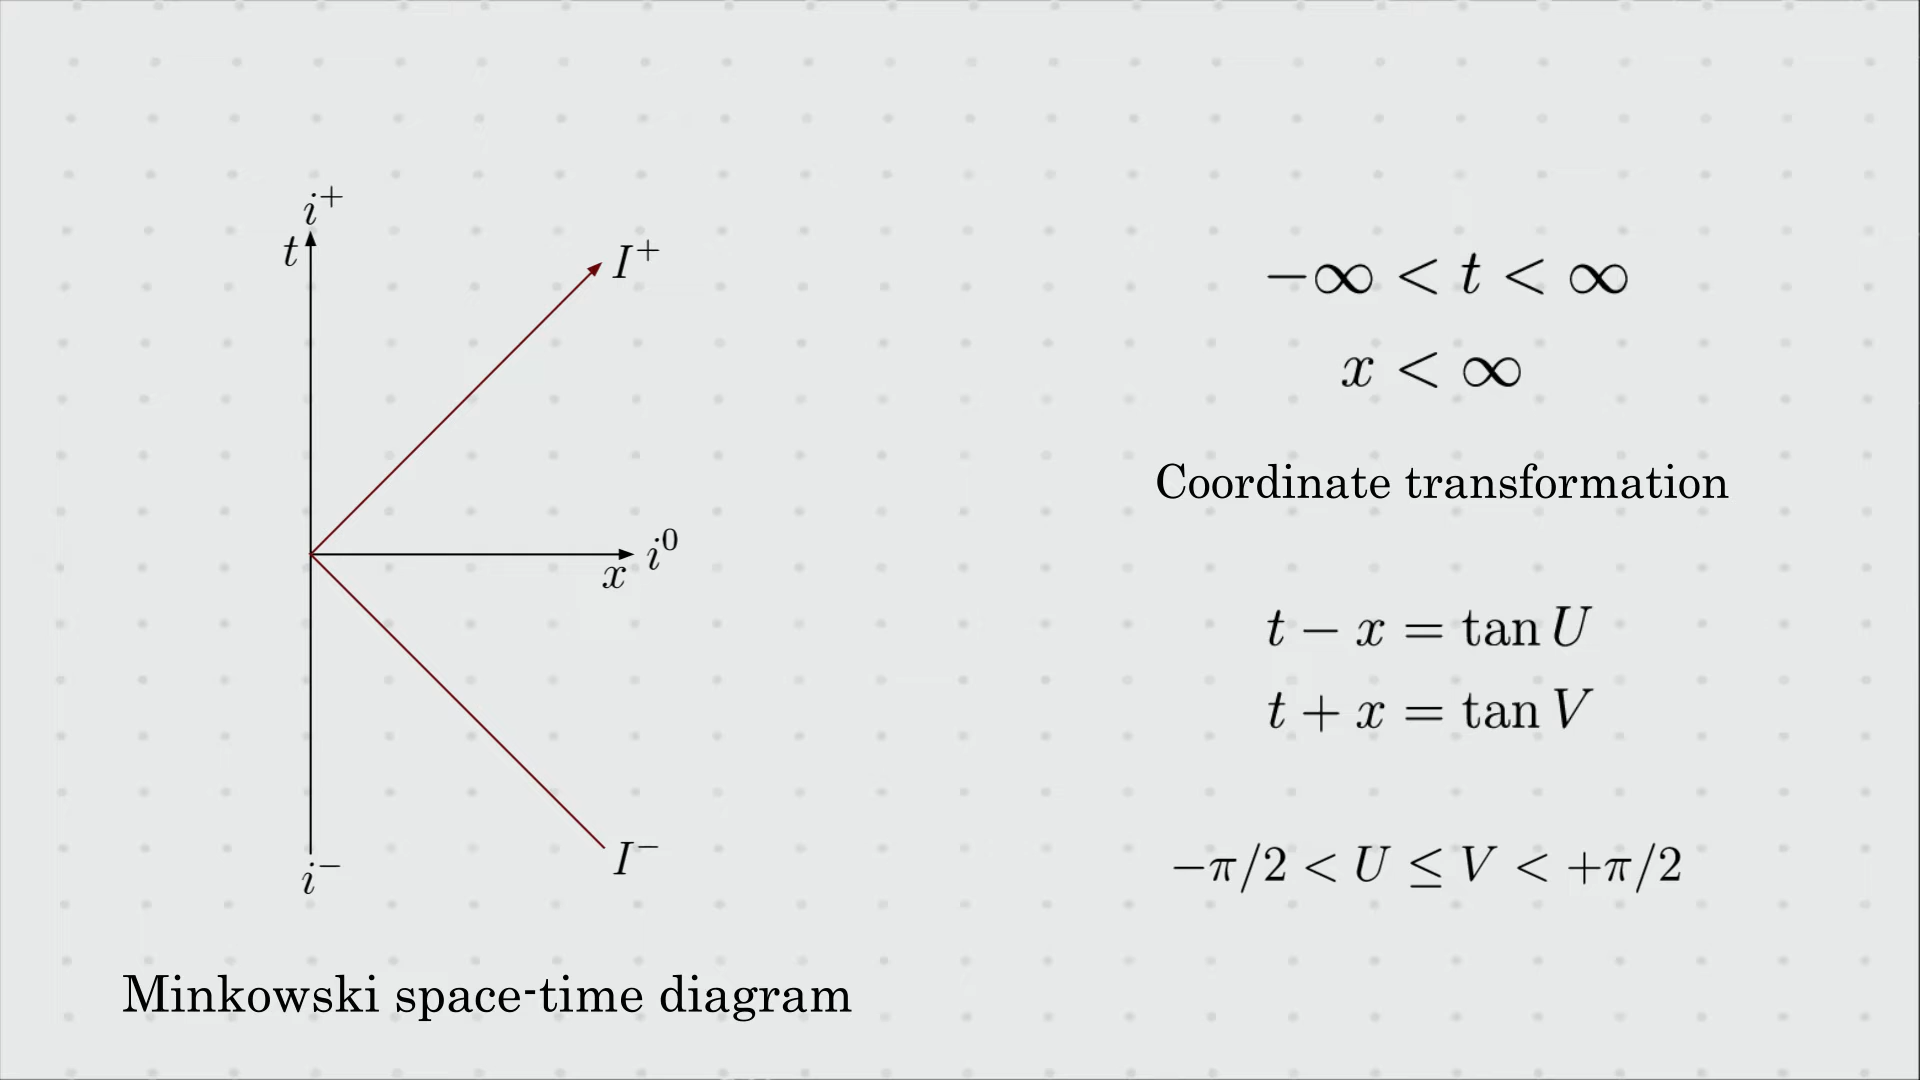 i⁺
t
I⁺
x
i⁰
I⁻
i⁻
Minkowski space-time diagram
−∞ < t < ∞
x < ∞
Coordinate transformation
t − x = tan U
t + x = tan V
−π/2 < U ≤ V < +π/2